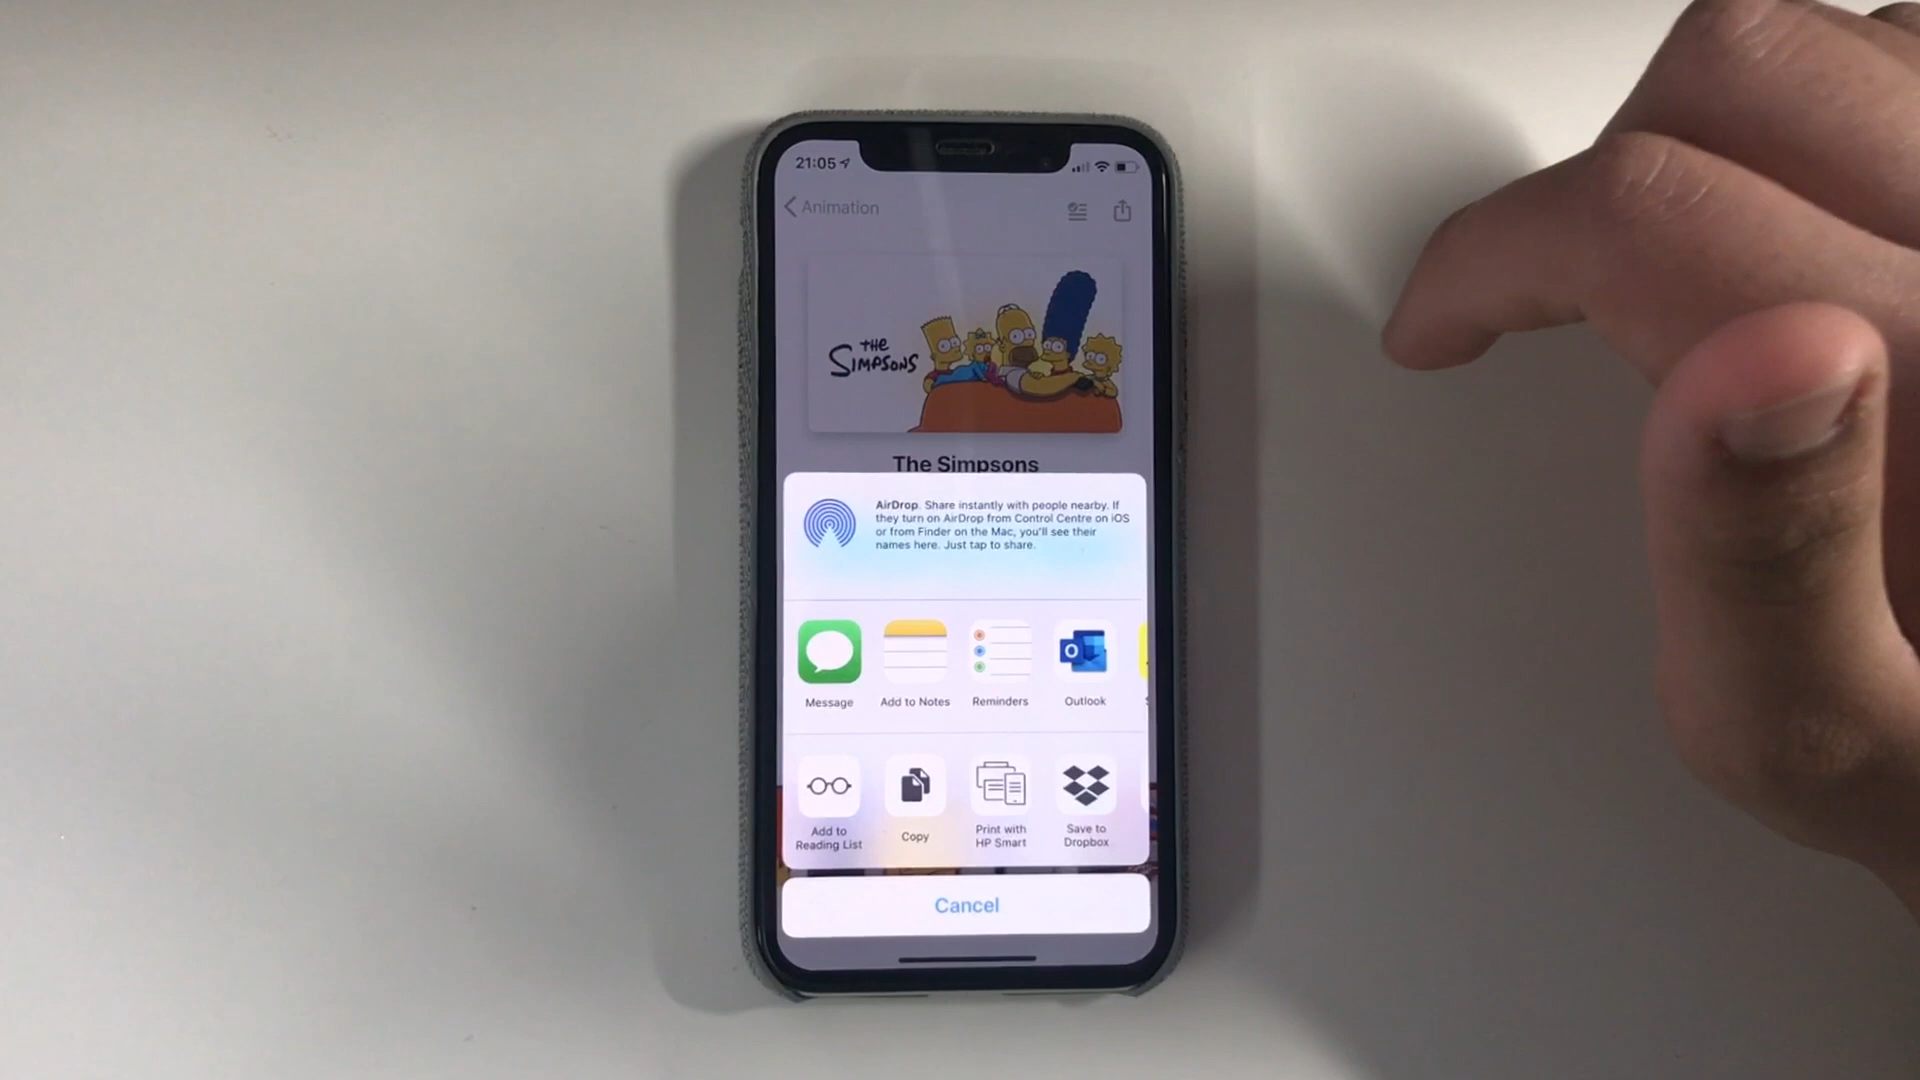 21:05
Animation
THE
SIMPSONS
The Simpsons
AirDrop. Share instantly with people nearby. If
they turn on AirDrop from Control Centre on iOS
or from Finder on the Mac, you'll see their
names here. Just tap to share.
Message
Add to Notes
Reminders
Outlook
Add to
Reading List
Copy
Print with
HP Smart
Save to
Dropbox
Cancel